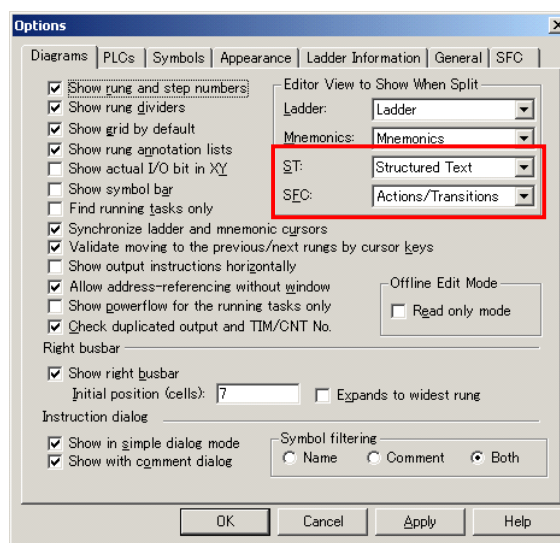 Options
Diagrams PLCs Symbols Appearance Ladder Information General SFC
Show rung and step numbers
Show rung dividers
Show grid by default
Show rung annotation lists
Show actual I/O bit in XY
Show symbol bar
Find running tasks only
Synchronize ladder and mnemonic cursors
Validate moving to the previous/next rungs by cursor keys
Show output instructions horizontally
Allow address-referencing without window
Show powerflow for the running tasks only
Check duplicated output and TIM/CNT No.
Editor View to Show When Split
Ladder: Ladder
Mnemonics: Mnemonics
ST: Structured Text
SFC: Actions/Transitions
Offline Edit Mode
Read only mode
Right busbar
Show right busbar
Initial position (cells): 7 Expands to widest rung
Instruction dialog
Show in simple dialog mode
Show with comment dialog
Symbol filtering
Name Comment Both
OK Cancel Apply Help